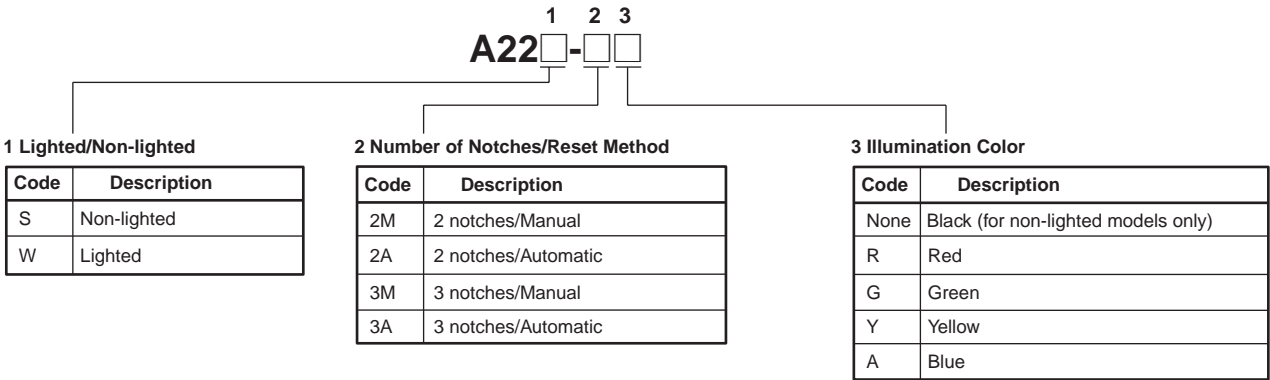 1 2 3
A22□-□□
1 Lighted/Non-lighted
Code Description
S Non-lighted
W Lighted
2 Number of Notches/Reset Method
Code Description
2M 2 notches/Manual
2A 2 notches/Automatic
3M 3 notches/Manual
3A 3 notches/Automatic
3 Illumination Color
Code Description
None Black (for non-lighted models only)
R Red
G Green
Y Yellow
A Blue